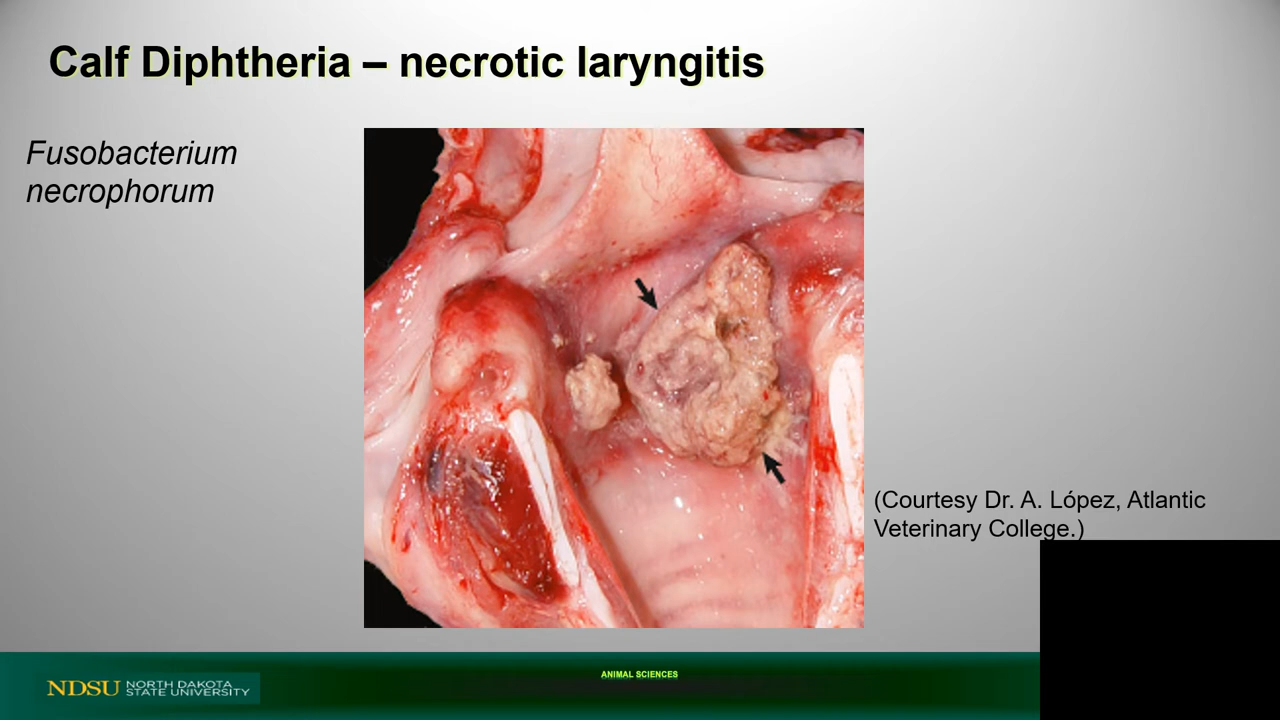 Calf Diphtheria – necrotic laryngitis
Fusobacterium
necrophorum
(Courtesy Dr. A. López, Atlantic
Veterinary College.)
NDSU NORTH DAKOTA
STATE UNIVERSITY
ANIMAL SCIENCES